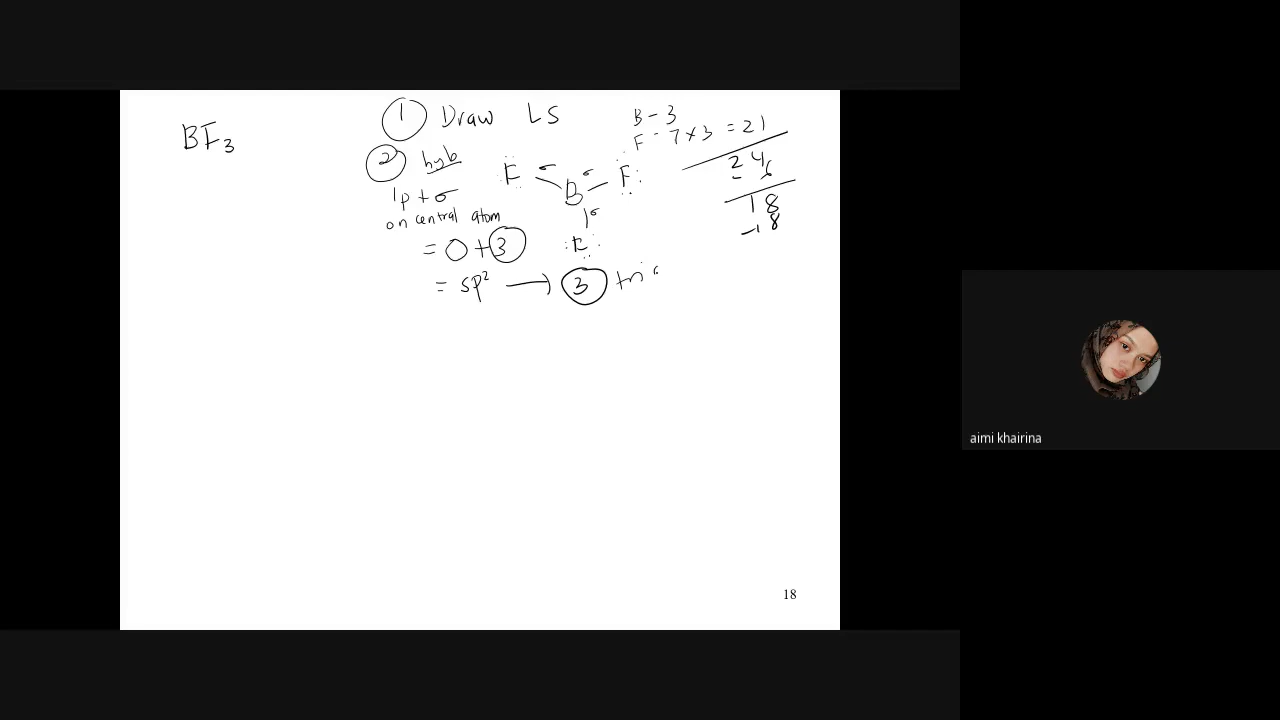 BF3
1 Draw LS
B - 3
F - 7 x 3 = 21
24
- 6
18
- 18
2 hyb
lp + σ
on central atom
= 0 + 3
= sp² → 3 tri
F σ B σ F
σ
F
aimi khairina
18